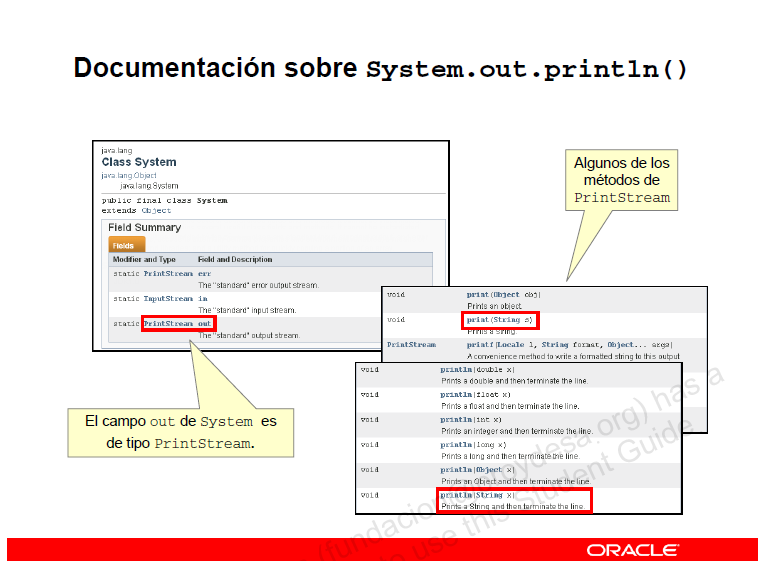 Documentación sobre System.out.println()
java.lang
Class System
java.lang.Object
java.lang.System
public final class System
extends Object
Field Summary
Fields
Modifier and Type Field and Description
static PrintStream err
The "standard" error output stream.
static InputStream in
The "standard" input stream.
static PrintStream out
The "standard" output stream.
Algunos de los
métodos de
PrintStream
void print(Object obj)
Prints an object.
void print(String s)
Prints a string.
PrintStream printf(Locale l, String format, Object... args)
A convenience method to write a formatted string to this output
El campo out de System es
de tipo PrintStream.
void println(double x)
Prints a double and then terminate the line.
void println(float x)
Prints a float and then terminate the line.
void println(int x)
Prints an integer and then terminate the line.
void println(long x)
Prints a long and then terminate the line.
void println(Object x)
Prints an Object and then terminate the line.
void println(String x)
Prints a String and then terminate the line.
has a
use this Student Guide
ORACLE